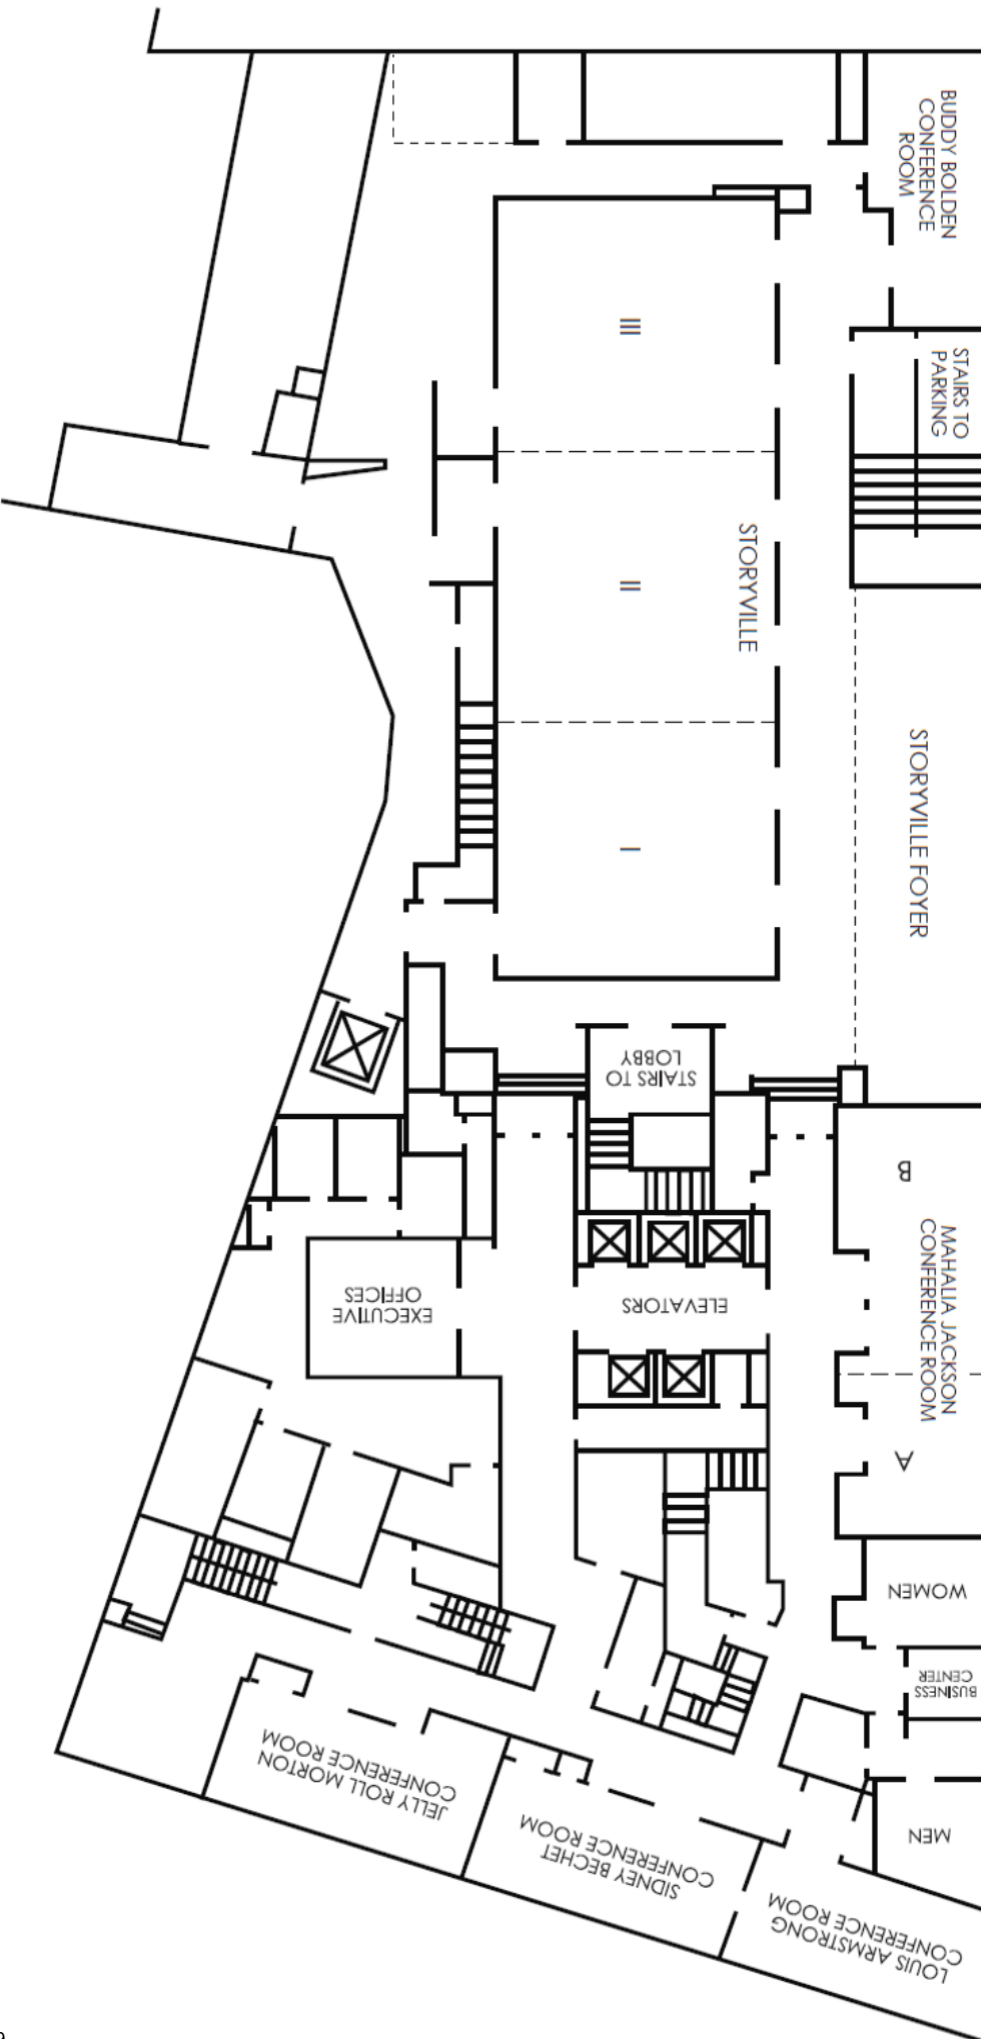 BUDDY BOLDEN
CONFERENCE
ROOM
III
STAIRS TO
PARKING
II
STORYVILLE
STORYVILLE FOYER
I
STAIRS TO
LOBBY
B
MAHALIA JACKSON
CONFERENCE ROOM
ELEVATORS
EXECUTIVE
OFFICES
A
WOMEN
BUSINESS
CENTER
JELLY ROLL MORTON
CONFERENCE ROOM
MEN
SIDNEY BECHET
CONFERENCE ROOM
LOUIS ARMSTRONG
CONFERENCE ROOM